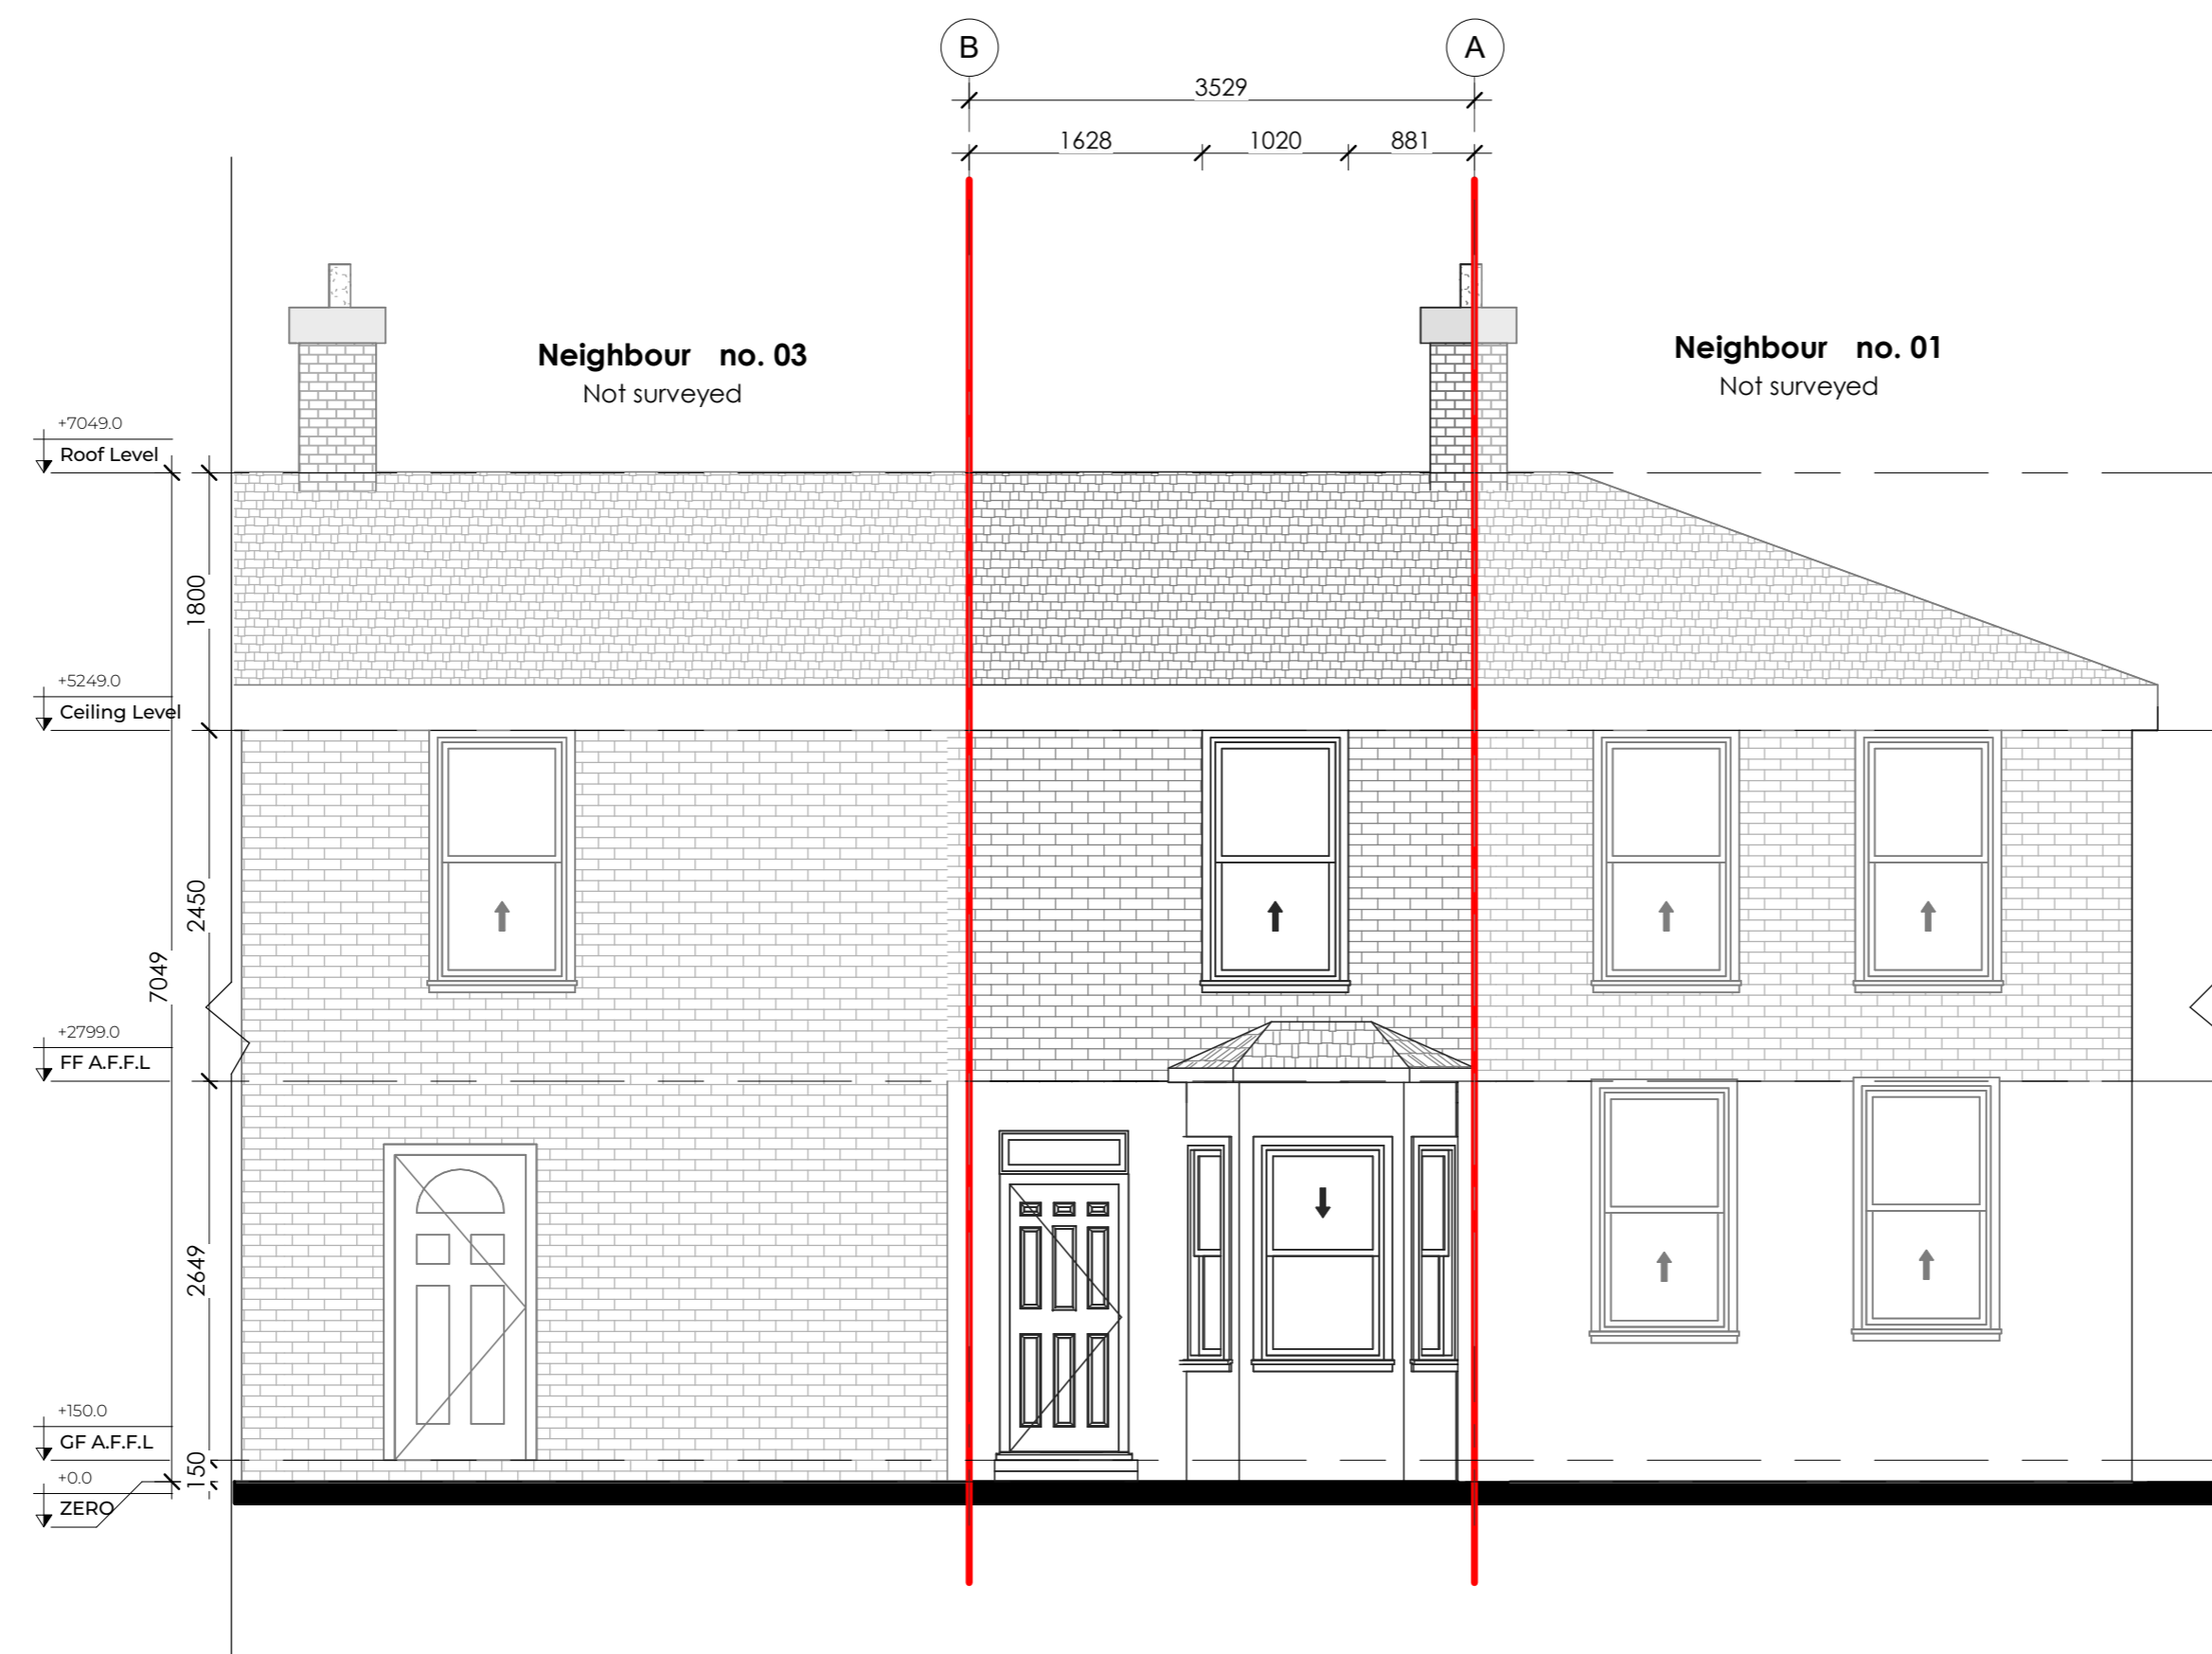 B
A
3529
1628
1020
881
Neighbour no. 03
Not surveyed
Neighbour no. 01
Not surveyed
+7049.0
Roof Level
1800
+5249.0
Ceiling Level
2450
7049
+2799.0
FF A.F.F.L
2649
+150.0
GF A.F.F.L
150
+0.0
ZERO